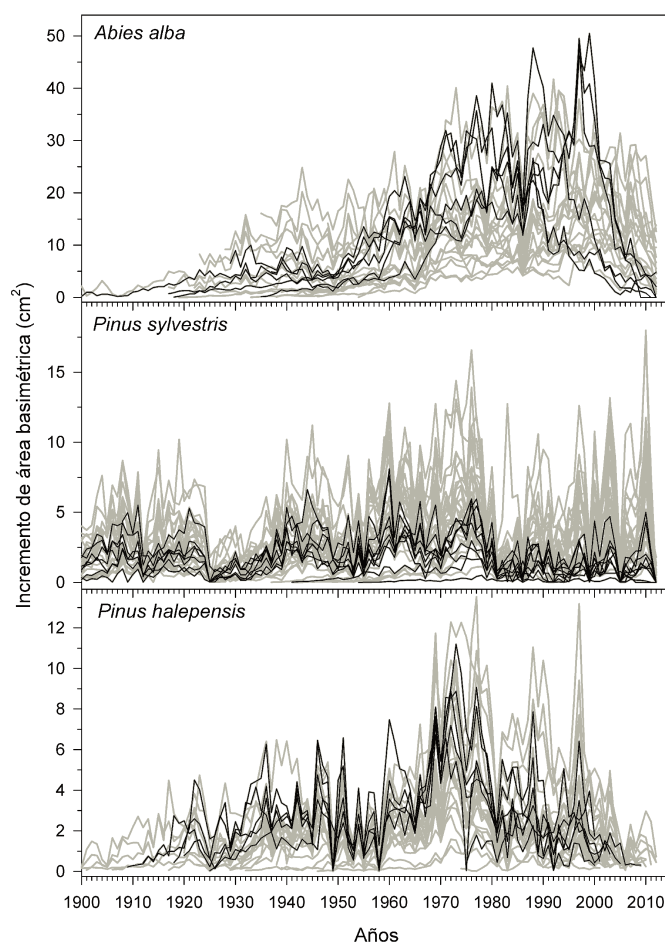 Abies alba
50
40
30
20
10
0
Pinus sylvestris
15
10
5
0
Pinus halepensis
12
10
8
6
4
2
0
1900 1910 1920 1930 1940 1950 1960 1970 1980 1990 2000 2010
Años
Incremento de área basimétrica (cm²)